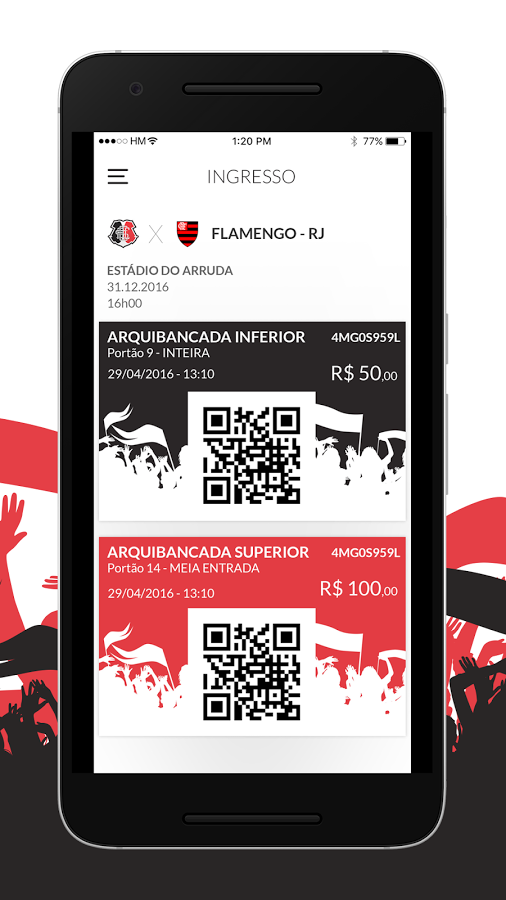 HM 1:20 PM 77%
INGRESSO
X FLAMENGO - RJ
ESTÁDIO DO ARRUDA
31.12.2016
16h00
ARQUIBANCADA INFERIOR 4MG0S959L
Portão 9 - INTEIRA
29/04/2016 - 13:10 R$ 50,00
ARQUIBANCADA SUPERIOR 4MG0S959L
Portão 14 - MEIA ENTRADA
29/04/2016 - 13:10 R$ 100,00